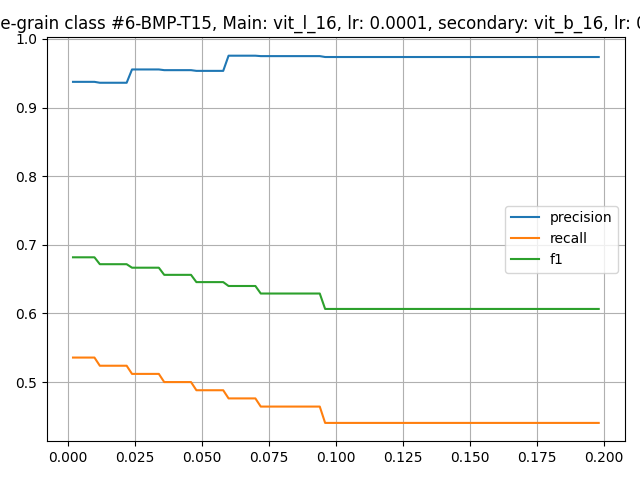 e-grain class #6-BMP-T15, Main: vit_l_16, lr: 0.0001, secondary: vit_b_16, lr: 0
1.0
0.9
0.8
0.7
0.6
0.5
precision
recall
f1
0.000 0.025 0.050 0.075 0.100 0.125 0.150 0.175 0.200